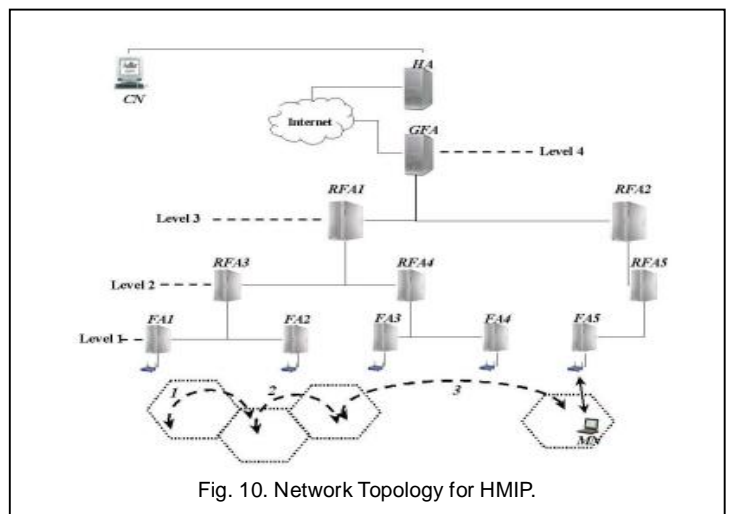 HA
CN
Internet
GFA
Level 4
RFA1
RFA2
Level 3
RFA3
RFA4
RFA5
Level 2
FA1
FA2
FA3
FA4
FA5
Level 1
1
2
3
MN
Fig. 10. Network Topology for HMIP.